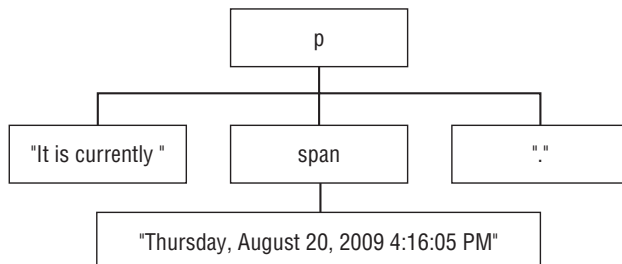 p
"It is currently "
span
"."
"Thursday, August 20, 2009 4:16:05 PM"